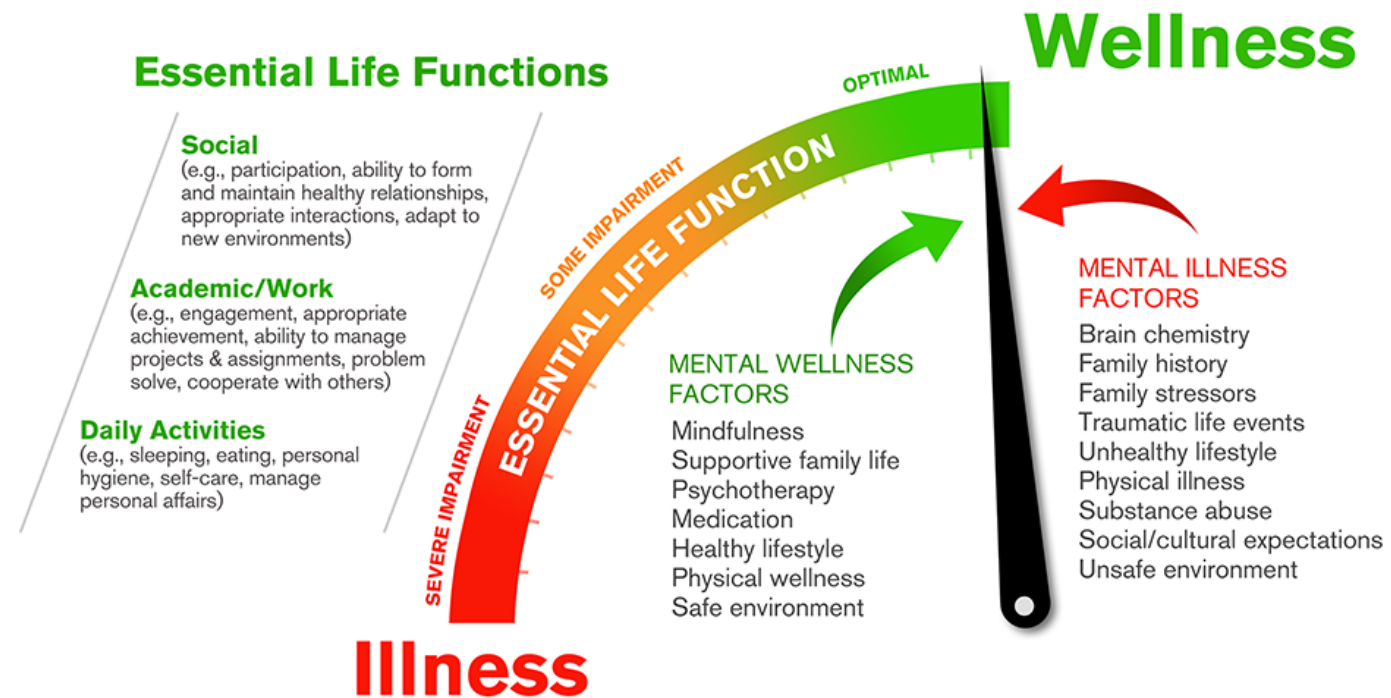 Wellness
Essential Life Functions
Social
(e.g., participation, ability to form
and maintain healthy relationships,
appropriate interactions, adapt to
new environments)
Academic/Work
(e.g., engagement, appropriate
achievement, ability to manage
projects & assignments, problem
solve, cooperate with others)
Daily Activities
(e.g., sleeping, eating, personal
hygiene, self-care, manage
personal affairs)
OPTIMAL
SOME IMPAIRMENT
SEVERE IMPAIRMENT
ESSENTIAL LIFE FUNCTION
MENTAL WELLNESS
FACTORS
Mindfulness
Supportive family life
Psychotherapy
Medication
Healthy lifestyle
Physical wellness
Safe environment
MENTAL ILLNESS
FACTORS
Brain chemistry
Family history
Family stressors
Traumatic life events
Unhealthy lifestyle
Physical illness
Substance abuse
Social/cultural expectations
Unsafe environment
Illness